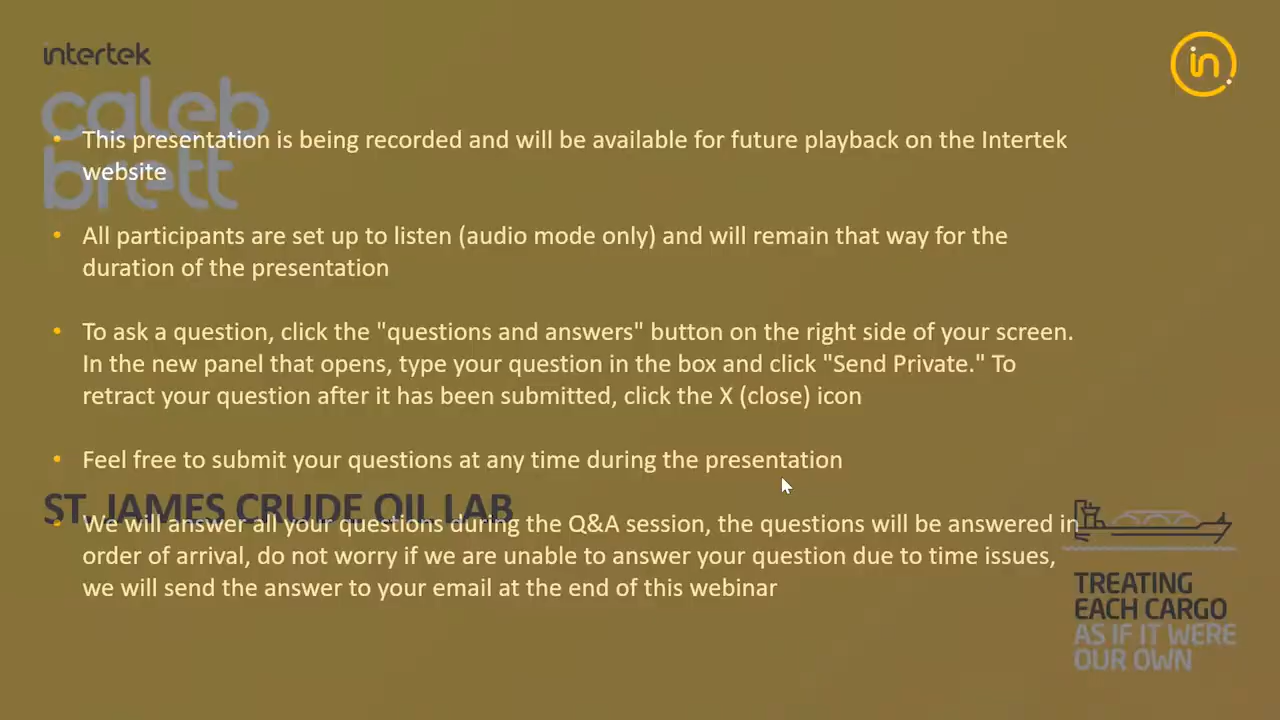 intertek
caleb
brett
in
• This presentation is being recorded and will be available for future playback on the Intertek
website
• All participants are set up to listen (audio mode only) and will remain that way for the
duration of the presentation
• To ask a question, click the "questions and answers" button on the right side of your screen.
In the new panel that opens, type your question in the box and click "Send Private." To
retract your question after it has been submitted, click the X (close) icon
• Feel free to submit your questions at any time during the presentation
ST. JAMES CRUDE OIL LAB
• We will answer all your questions during the Q&A session, the questions will be answered in
order of arrival, do not worry if we are unable to answer your question due to time issues,
we will send the answer to your email at the end of this webinar
TREATING
EACH CARGO
AS IF IT WERE
OUR OWN